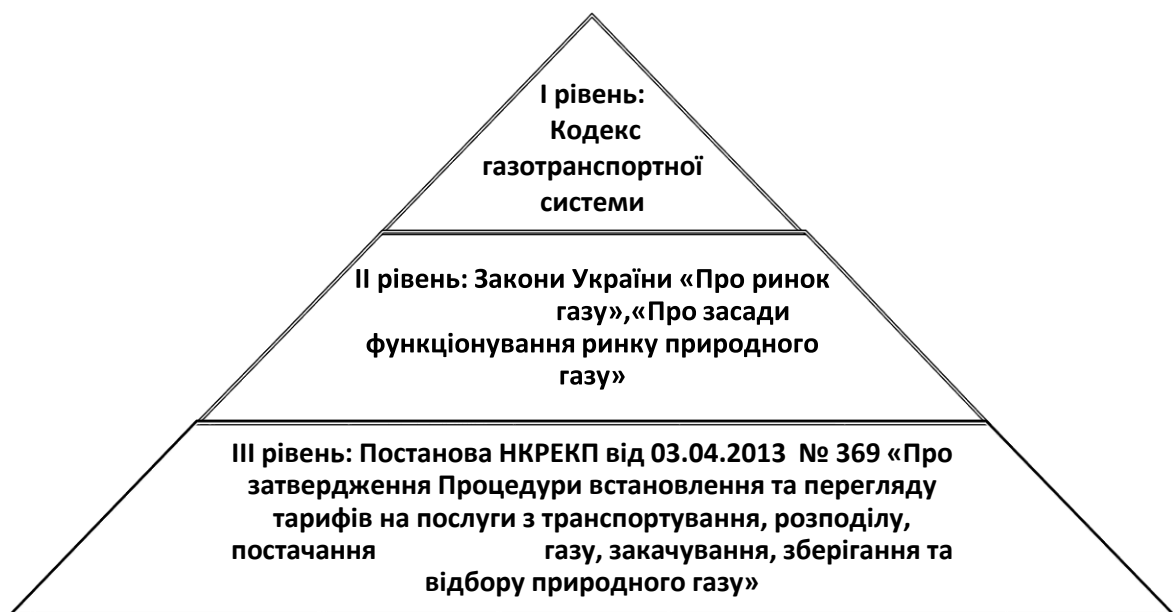 І рівень:
Кодекс
газотранспортної
системи
ІІ рівень: Закони України «Про ринок
газу»,«Про засади
функціонування ринку природного
газу»
ІІІ рівень: Постанова НКРЕКП від 03.04.2013 № 369 «Про
затвердження Процедури встановлення та перегляду
тарифів на послуги з транспортування, розподілу,
постачання газу, закачування, зберігання та
відбору природного газу»